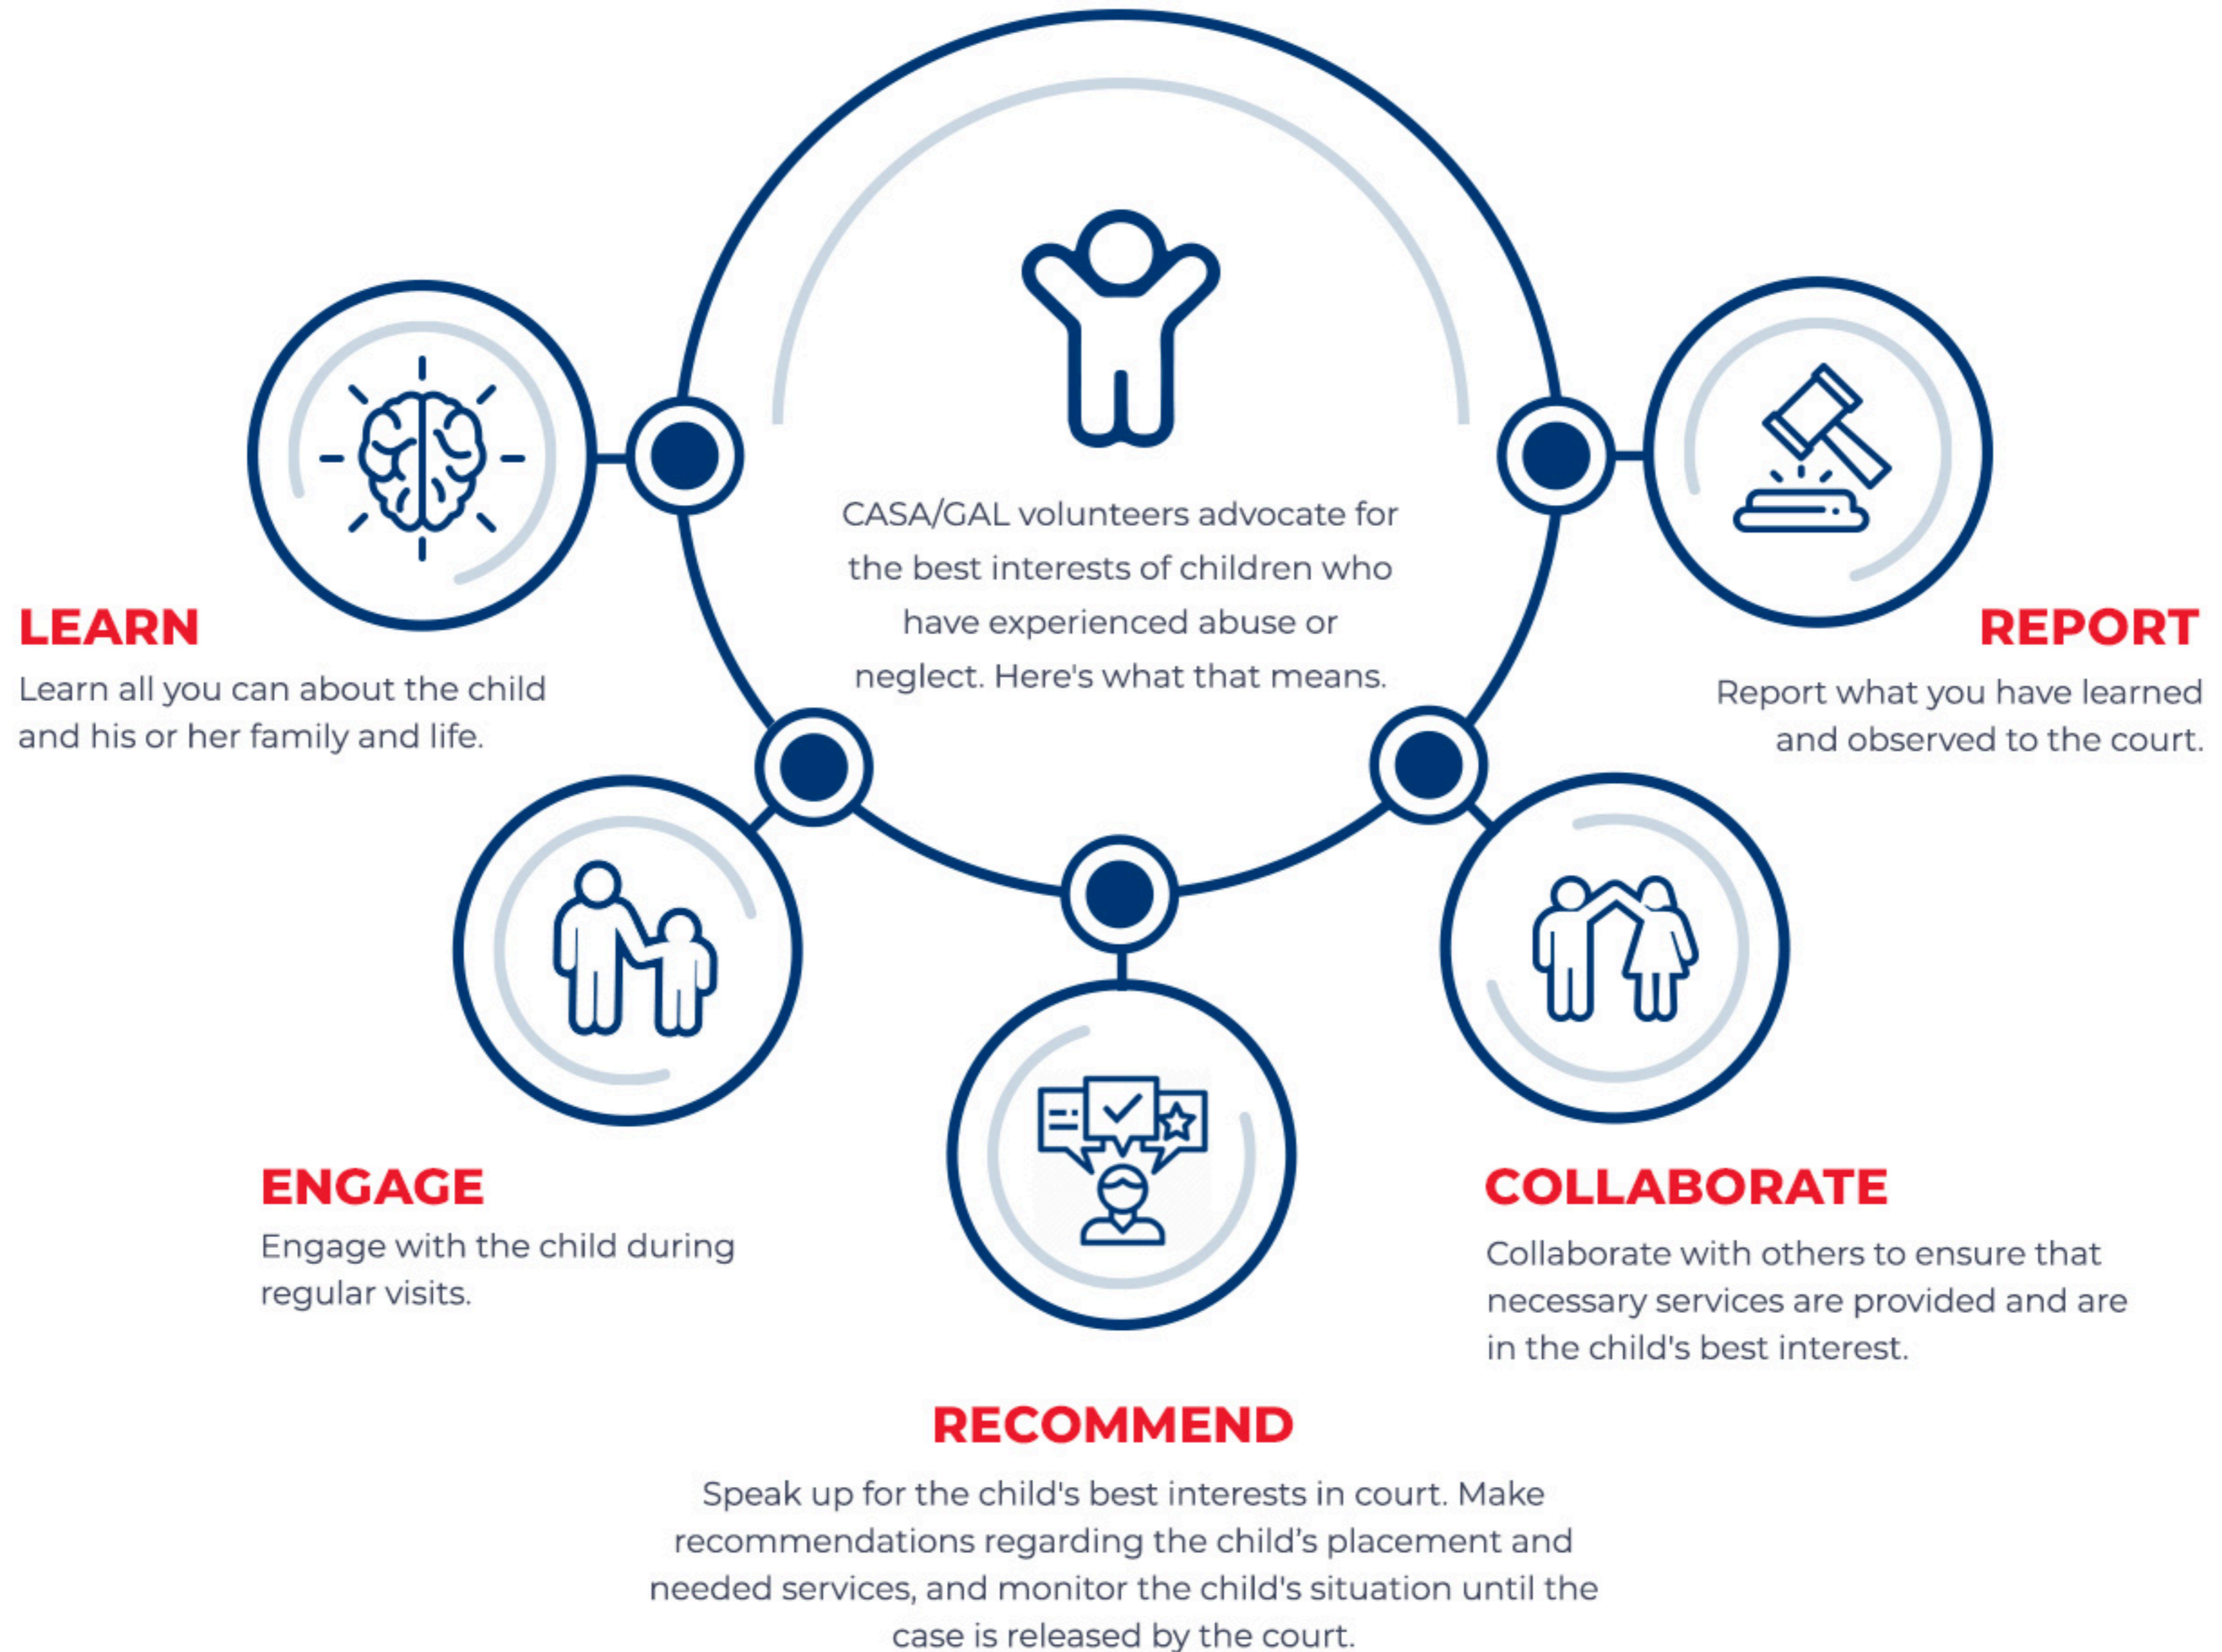 CASA/GAL volunteers advocate for
the best interests of children who
have experienced abuse or
neglect. Here's what that means.
LEARN
Learn all you can about the child
and his or her family and life.
ENGAGE
Engage with the child during
regular visits.
RECOMMEND
Speak up for the child's best interests in court. Make
recommendations regarding the child’s placement and
needed services, and monitor the child's situation until the
case is released by the court.
COLLABORATE
Collaborate with others to ensure that
necessary services are provided and are
in the child's best interest.
REPORT
Report what you have learned
and observed to the court.